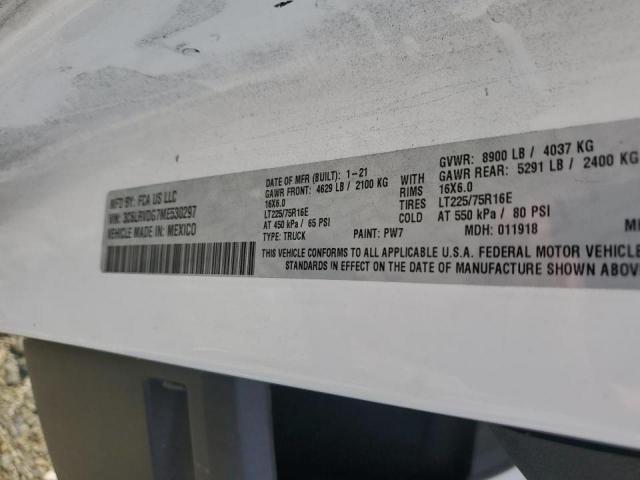 MFD BY: FCA US LLC
VIN: 3C6LRVDG7ME530297
VEHICLE MADE IN: MEXICO
DATE OF MFR (BUILT): 1-21
GAWR FRONT: 4629 LB / 2100 KG
16X6.0
LT225/75R16E
AT 450 kPa / 65 PSI
TYPE: TRUCK PAINT: PW7
WITH
RIMS
TIRES
COLD
GVWR: 8900 LB / 4037 KG
GAWR REAR: 5291 LB / 2400 KG
16X6.0
LT225/75R16E
AT 550 kPa / 80 PSI
MDH: 011918
THIS VEHICLE CONFORMS TO ALL APPLICABLE U.S.A. FEDERAL MOTOR VEHICLE
STANDARDS IN EFFECT ON THE DATE OF MANUFACTURE SHOWN ABOVE